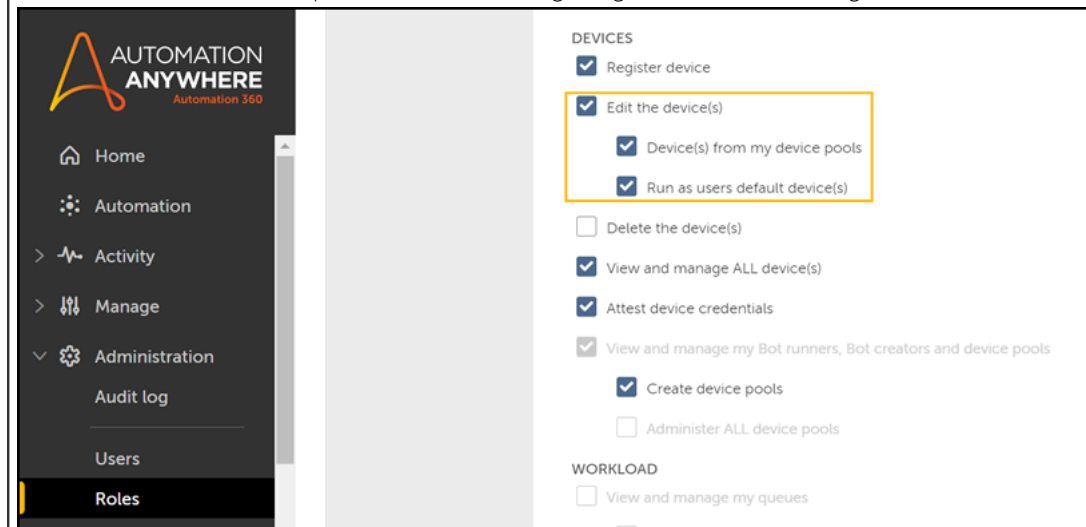 AUTOMATION
ANYWHERE
Automation 360
Home
Automation
Activity
Manage
Administration
Audit log
Users
Roles
DEVICES
Register device
Edit the device(s)
Device(s) from my device pools
Run as users default device(s)
Delete the device(s)
View and manage ALL device(s)
Attest device credentials
View and manage my Bot runners, Bot creators and device pools
Create device pools
Administer ALL device pools
WORKLOAD
View and manage my queues